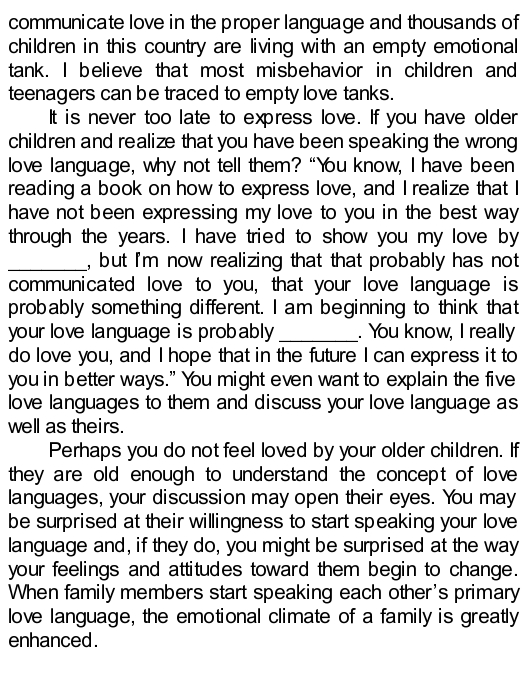 communicate love in the proper language and thousands of
children in this country are living with an empty emotional
tank. I believe that most misbehavior in children and
teenagers can be traced to empty love tanks.
It is never too late to express love. If you have older
children and realize that you have been speaking the wrong
love language, why not tell them? “You know, I have been
reading a book on how to express love, and I realize that I
have not been expressing my love to you in the best way
through the years. I have tried to show you my love by
________, but I’m now realizing that that probably has not
communicated love to you, that your love language is
probably something different. I am beginning to think that
your love language is probably ________. You know, I really
do love you, and I hope that in the future I can express it to
you in better ways.” You might even want to explain the five
love languages to them and discuss your love language as
well as theirs.
Perhaps you do not feel loved by your older children. If
they are old enough to understand the concept of love
languages, your discussion may open their eyes. You may
be surprised at their willingness to start speaking your love
language and, if they do, you might be surprised at the way
your feelings and attitudes toward them begin to change.
When family members start speaking each other’s primary
love language, the emotional climate of a family is greatly
enhanced.